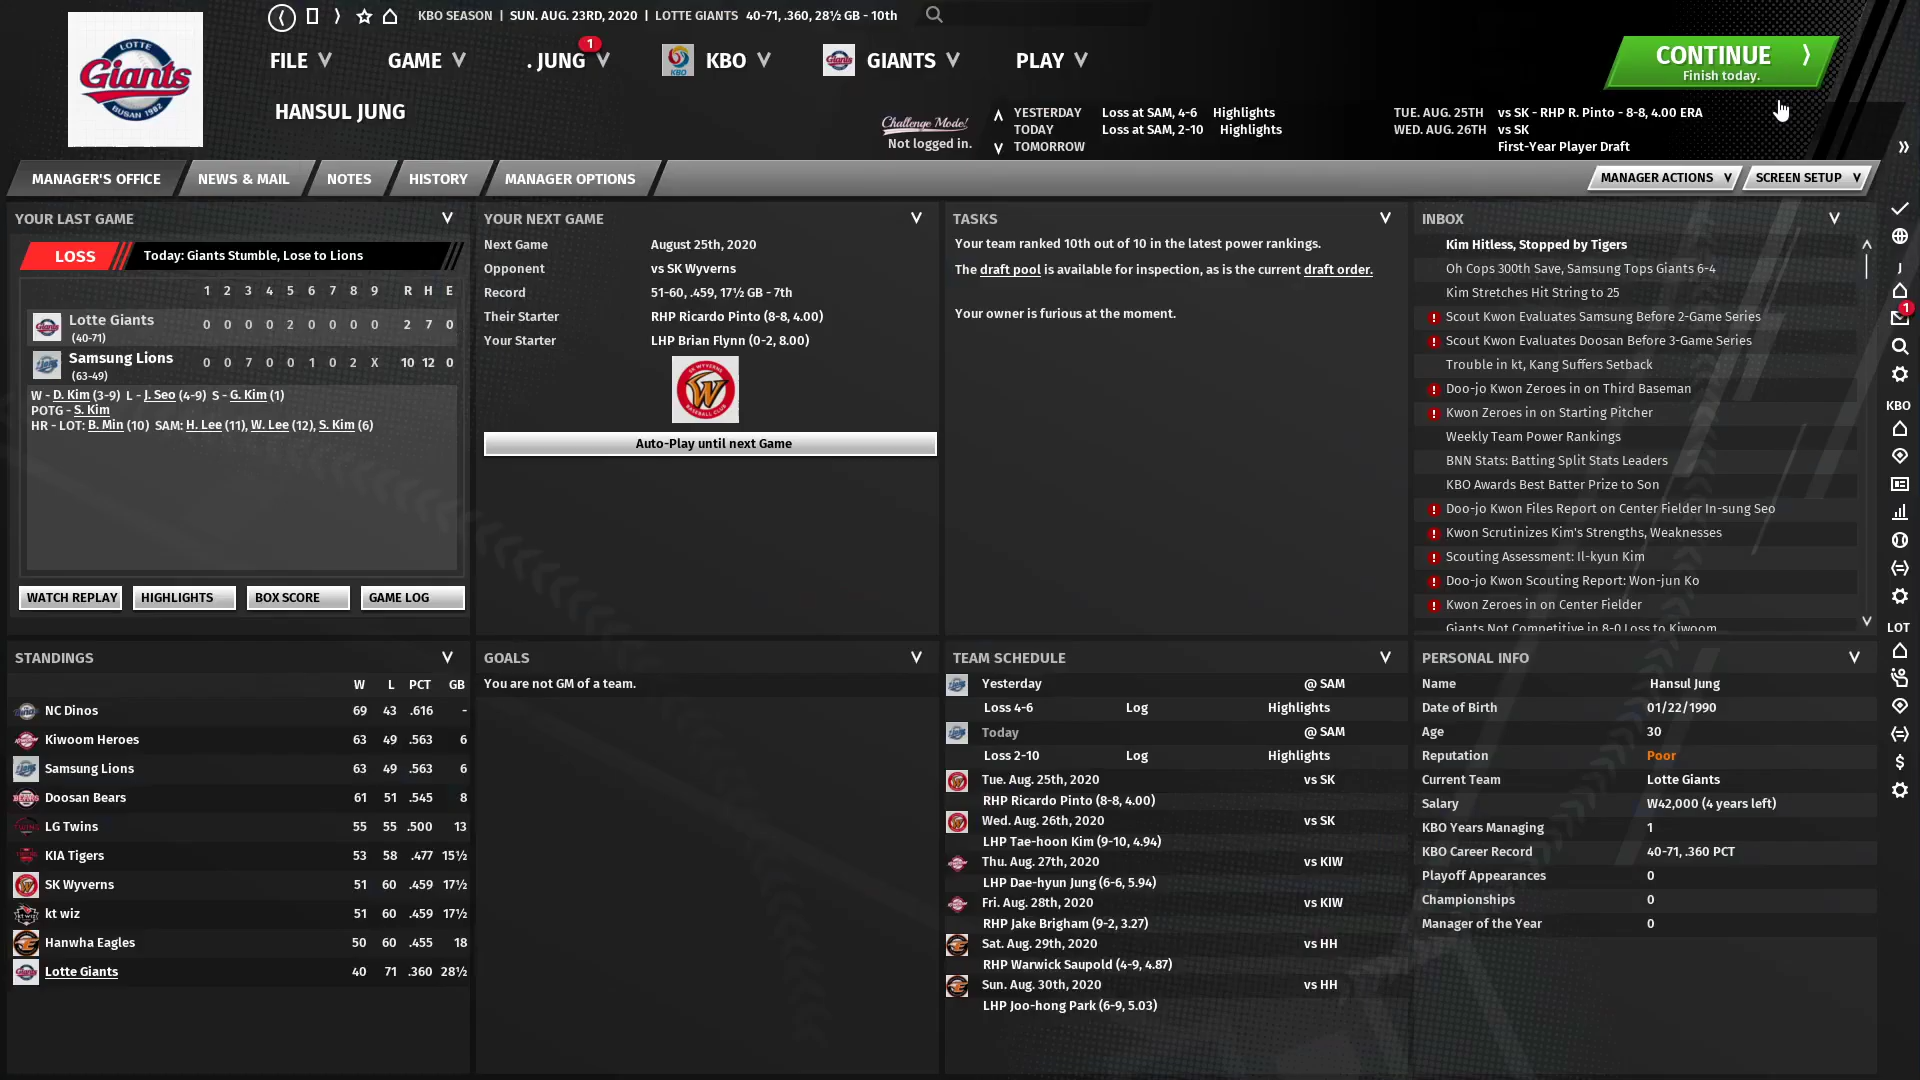 KBO SEASON | SUN. AUG. 23RD, 2020 | LOTTE GIANTS 40-71, .360, 28½ GB - 10th
LOTTE
Giants
BUSAN 1982
FILE GAME . JUNG 1 KBO GIANTS PLAY
CONTINUE
Finish today.
HANSUL JUNG
Challenge Mode!
Not logged in.
YESTERDAY Loss at SAM, 4-6 Highlights
TODAY Loss at SAM, 2-10 Highlights
TOMORROW
TUE. AUG. 25TH vs SK - RHP R. Pinto - 8-8, 4.00 ERA
WED. AUG. 26TH vs SK
First-Year Player Draft
MANAGER'S OFFICE NEWS & MAIL NOTES HISTORY MANAGER OPTIONS
MANAGER ACTIONS SCREEN SETUP
YOUR LAST GAME
LOSS Today: Giants Stumble, Lose to Lions
1 2 3 4 5 6 7 8 9 R H E
Lotte Giants 0 0 0 0 2 0 0 0 0 2 7 0
(40-71)
Samsung Lions 0 0 7 0 0 1 0 2 X 10 12 0
(63-49)
W - D. Kim (3-9) L - J. Seo (4-9) S - G. Kim (1)
POTG - S. Kim
HR - LOT: B. Min (10) SAM: H. Lee (11), W. Lee (12), S. Kim (6)
WATCH REPLAY HIGHLIGHTS BOX SCORE GAME LOG
YOUR NEXT GAME
Next Game August 25th, 2020
Opponent vs SK Wyverns
Record 51-60, .459, 17½ GB - 7th
Their Starter RHP Ricardo Pinto (8-8, 4.00)
Your Starter LHP Brian Flynn (0-2, 8.00)
SK WYVERNS
W
BASEBALL CLUB
Auto-Play until next Game
TASKS
Your team ranked 10th out of 10 in the latest power rankings.
The draft pool is available for inspection, as is the current draft order.
Your owner is furious at the moment.
INBOX
Kim Hitless, Stopped by Tigers
Oh Cops 300th Save, Samsung Tops Giants 6-4
Kim Stretches Hit String to 25
Scout Kwon Evaluates Samsung Before 2-Game Series
Scout Kwon Evaluates Doosan Before 3-Game Series
Trouble in kt, Kang Suffers Setback
Doo-jo Kwon Zeroes in on Third Baseman
Kwon Zeroes in on Starting Pitcher
Weekly Team Power Rankings
BNN Stats: Batting Split Stats Leaders
KBO Awards Best Batter Prize to Son
Doo-jo Kwon Files Report on Center Fielder In-sung Seo
Kwon Scrutinizes Kim's Strengths, Weaknesses
Scouting Assessment: Il-kyun Kim
Doo-jo Kwon Scouting Report: Won-jun Ko
Kwon Zeroes in on Center Fielder
Giants Not Competitive in 8-0 Loss to Kiwoom
STANDINGS
W L PCT GB
NC Dinos 69 43 .616 -
Kiwoom Heroes 63 49 .563 6
Samsung Lions 63 49 .563 6
Doosan Bears 61 51 .545 8
LG Twins 55 55 .500 13
KIA Tigers 53 58 .477 15½
SK Wyverns 51 60 .459 17½
kt wiz 51 60 .459 17½
Hanwha Eagles 50 60 .455 18
Lotte Giants 40 71 .360 28½
GOALS
You are not GM of a team.
TEAM SCHEDULE
Yesterday @ SAM
Loss 4-6 Log Highlights
Today @ SAM
Loss 2-10 Log Highlights
Tue. Aug. 25th, 2020 vs SK
RHP Ricardo Pinto (8-8, 4.00)
Wed. Aug. 26th, 2020 vs SK
LHP Tae-hoon Kim (9-10, 4.94)
Thu. Aug. 27th, 2020 vs KIW
LHP Dae-hyun Jung (6-6, 5.94)
Fri. Aug. 28th, 2020 vs KIW
RHP Jake Brigham (9-2, 3.27)
Sat. Aug. 29th, 2020 vs HH
RHP Warwick Saupold (4-9, 4.87)
Sun. Aug. 30th, 2020 vs HH
LHP Joo-hong Park (6-9, 5.03)
PERSONAL INFO
Name Hansul Jung
Date of Birth 01/22/1990
Age 30
Reputation Poor
Current Team Lotte Giants
Salary W42,000 (4 years left)
KBO Years Managing 1
KBO Career Record 40-71, .360 PCT
Playoff Appearances 0
Championships 0
Manager of the Year 0
J
1
KBO
LOT
$